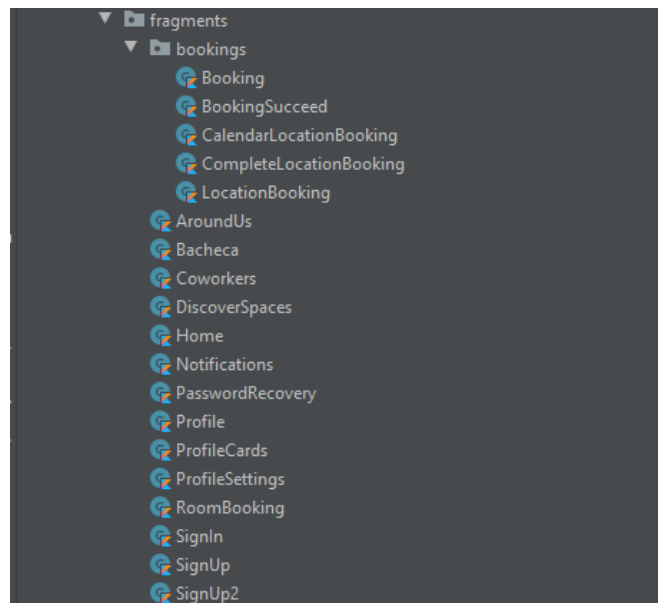 fragments
bookings
Booking
BookingSucceed
CalendarLocationBooking
CompleteLocationBooking
LocationBooking
AroundUs
Bacheca
Coworkers
DiscoverSpaces
Home
Notifications
PasswordRecovery
Profile
ProfileCards
ProfileSettings
RoomBooking
SignIn
SignUp
SignUp2